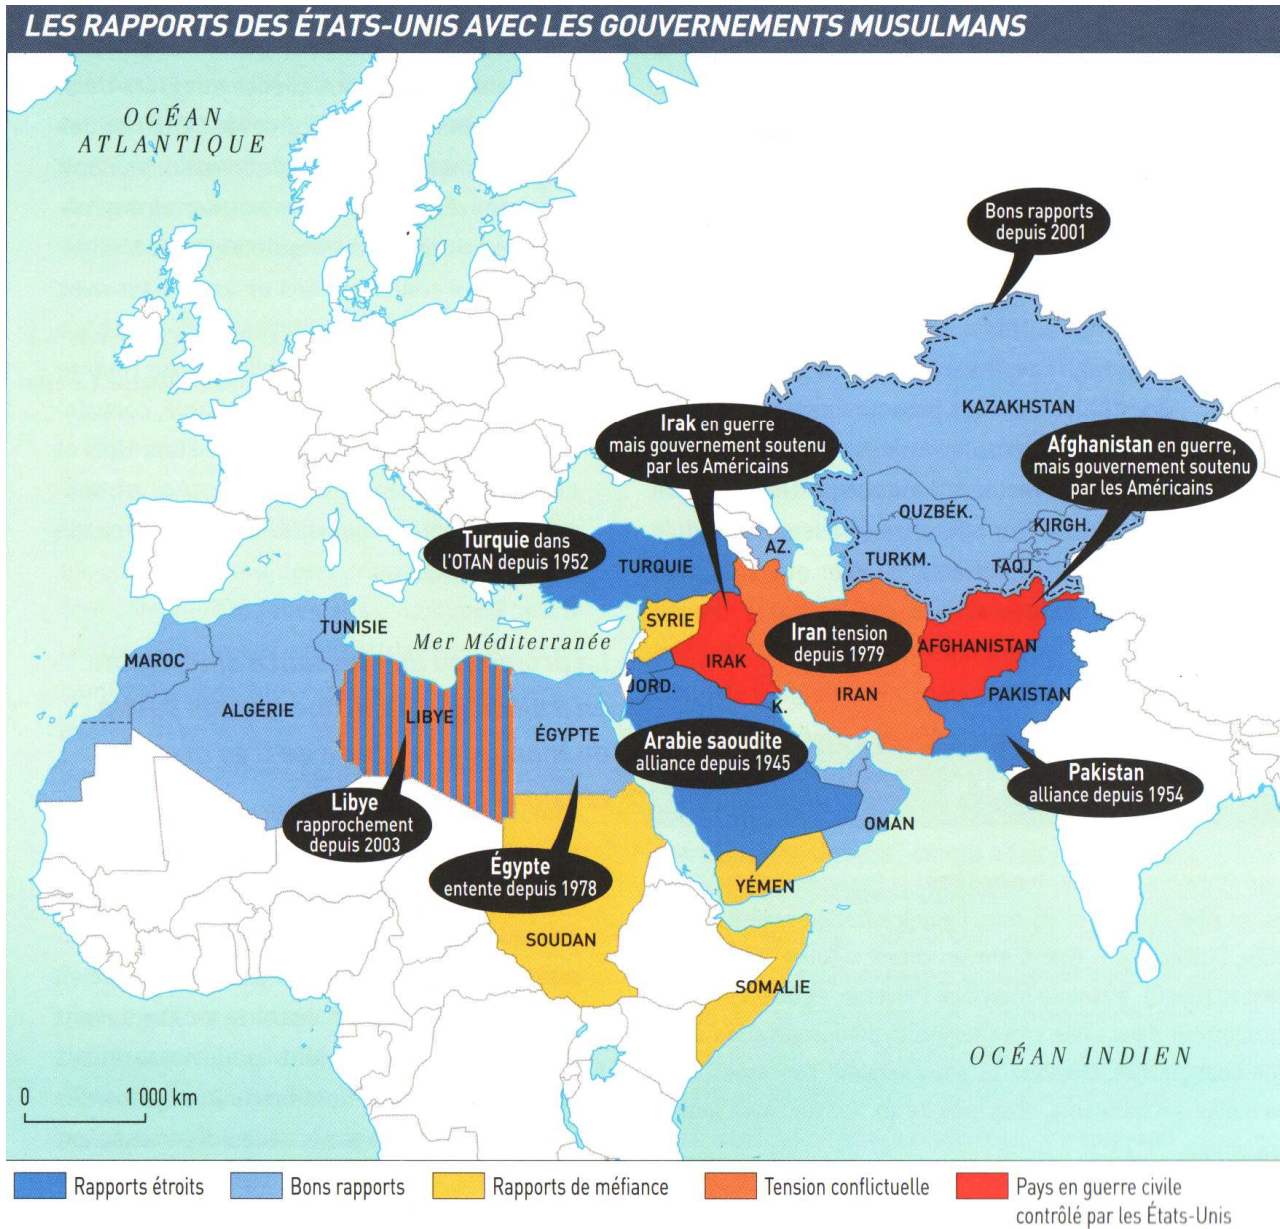 LES RAPPORTS DES ÉTATS-UNIS AVEC LES GOUVERNEMENTS MUSULMANS
OCÉAN
ATLANTIQUE
Bons rapports
depuis 2001
KAZAKHSTAN
Irak en guerre
mais gouvernement soutenu
par les Américains
Afghanistan en guerre,
mais gouvernement soutenu
par les Américains
OUZBÉK.
KIRGH.
Turquie dans
l'OTAN depuis 1952
TURQUIE
AZ.
TURKM.
TAQJ.
SYRIE
TUNISIE
Mer Méditerranée
Iran tension
depuis 1979
AFGHANISTAN
MAROC
IRAK
JORD.
IRAN
PAKISTAN
ALGÉRIE
LIBYE
K.
ÉGYPTE
Arabie saoudite
alliance depuis 1945
Pakistan
alliance depuis 1954
Libye
rapprochement
depuis 2003
OMAN
Égypte
entente depuis 1978
YÉMEN
SOUDAN
SOMALIE
OCÉAN INDIEN
0 1 000 km
Rapports étroits
Bons rapports
Rapports de méfiance
Tension conflictuelle
Pays en guerre civile
contrôlé par les États-Unis